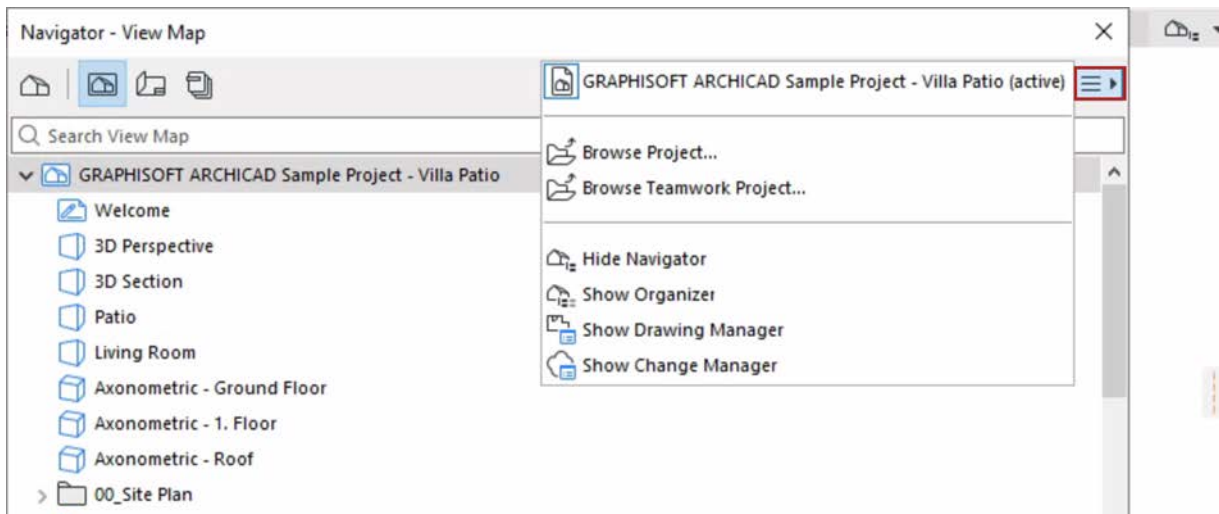 Navigator - View Map
GRAPHISOFT ARCHICAD Sample Project - Villa Patio (active)
Search View Map
Browse Project...
Browse Teamwork Project...
Hide Navigator
Show Organizer
Show Drawing Manager
Show Change Manager
GRAPHISOFT ARCHICAD Sample Project - Villa Patio
Welcome
3D Perspective
3D Section
Patio
Living Room
Axonometric - Ground Floor
Axonometric - 1. Floor
Axonometric - Roof
00_Site Plan